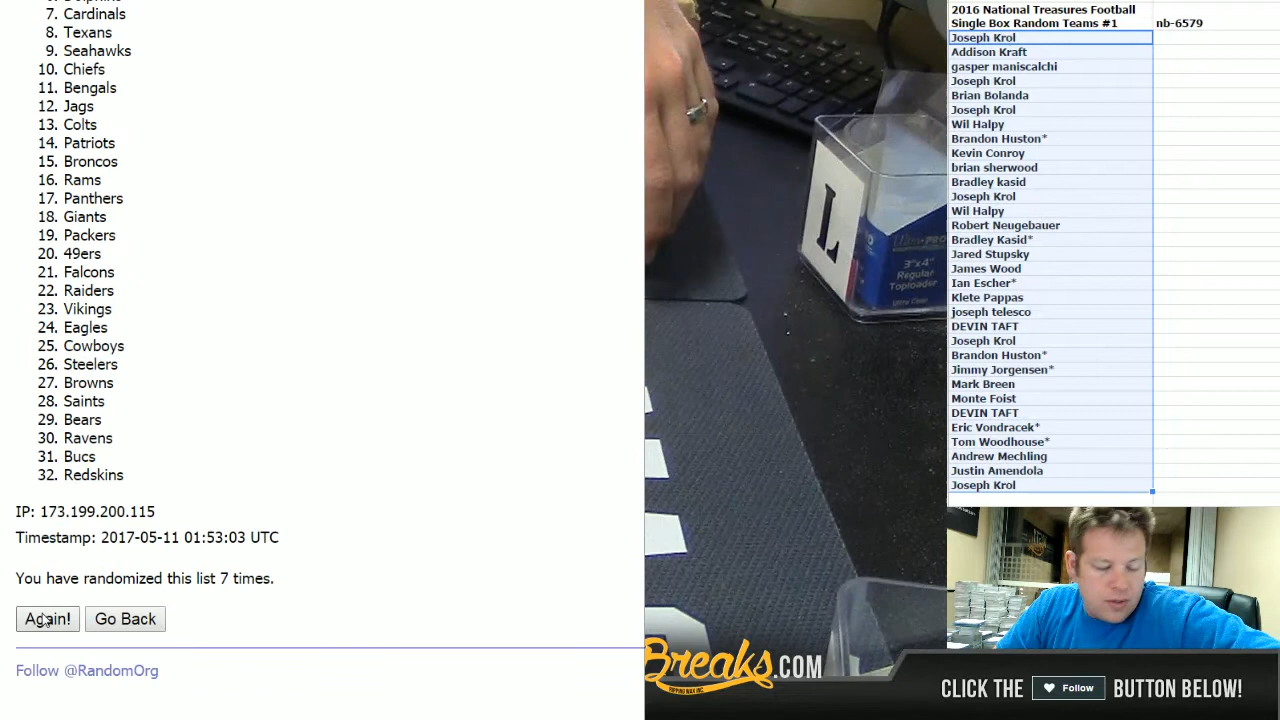 7. Cardinals
8. Texans
9. Seahawks
10. Chiefs
11. Bengals
12. Jags
13. Colts
14. Patriots
15. Broncos
16. Rams
17. Panthers
18. Giants
19. Packers
20. 49ers
21. Falcons
22. Raiders
23. Vikings
24. Eagles
25. Cowboys
26. Steelers
27. Browns
28. Saints
29. Bears
30. Ravens
31. Bucs
32. Redskins
IP: 173.199.200.115
Timestamp: 2017-05-11 01:53:03 UTC
You have randomized this list 7 times.
Again! Go Back
Follow @RandomOrg
L
3"x4"
Regular
Toploader
Ultra Clear
Breaks.COM
RIPPING WAX INC
2016 National Treasures Football
Single Box Random Teams #1 nb-6579
Joseph Krol
Addison Kraft
gasper maniscalchi
Joseph Krol
Brian Bolanda
Joseph Krol
Wil Halpy
Brandon Huston*
Kevin Conroy
brian sherwood
Bradley kasid
Joseph Krol
Wil Halpy
Robert Neugebauer
Bradley Kasid*
Jared Stupsky
James Wood
Ian Escher*
Klete Pappas
joseph telesco
DEVIN TAFT
Joseph Krol
Brandon Huston*
Jimmy Jorgensen*
Mark Breen
Monte Foist
DEVIN TAFT
Eric Vondracek*
Tom Woodhouse*
Andrew Mechling
Justin Amendola
Joseph Krol
CLICK THE Follow BUTTON BELOW!